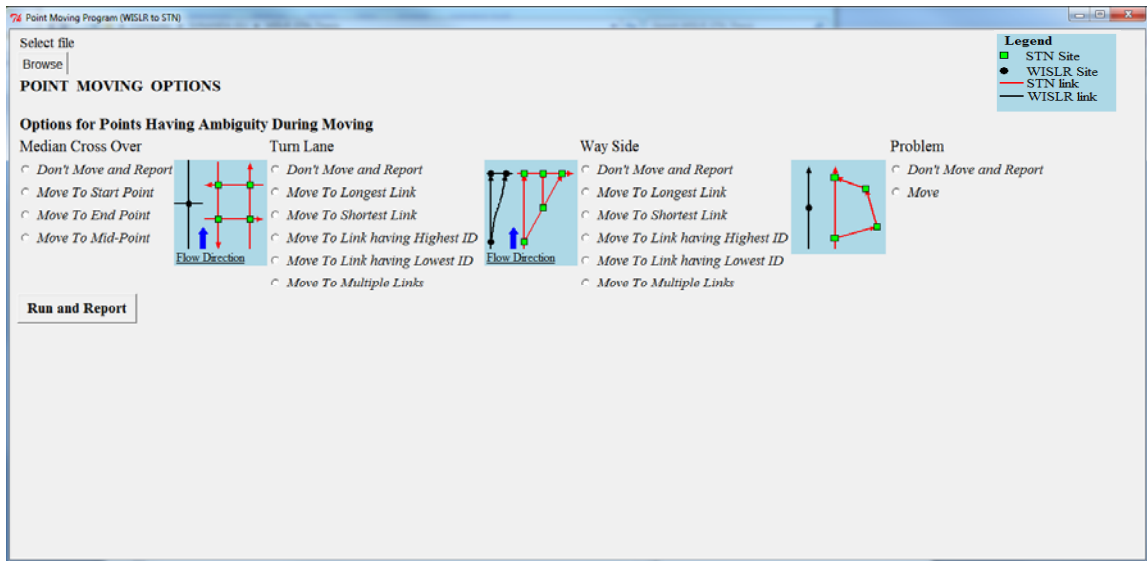 Point Moving Program (WISLR to STN)
Select file
Browse
POINT MOVING OPTIONS
Legend
STN Site
WISLR Site
STN link
WISLR link
Options for Points Having Ambiguity During Moving
Median Cross Over
Don't Move and Report
Move To Start Point
Move To End Point
Move To Mid-Point
Flow Direction
Turn Lane
Don't Move and Report
Move To Longest Link
Move To Shortest Link
Move To Link having Highest ID
Move To Link having Lowest ID
Move To Multiple Links
Flow Direction
Way Side
Don't Move and Report
Move To Longest Link
Move To Shortest Link
Move To Link having Highest ID
Move To Link having Lowest ID
Move To Multiple Links
Problem
Don't Move and Report
Move
Run and Report